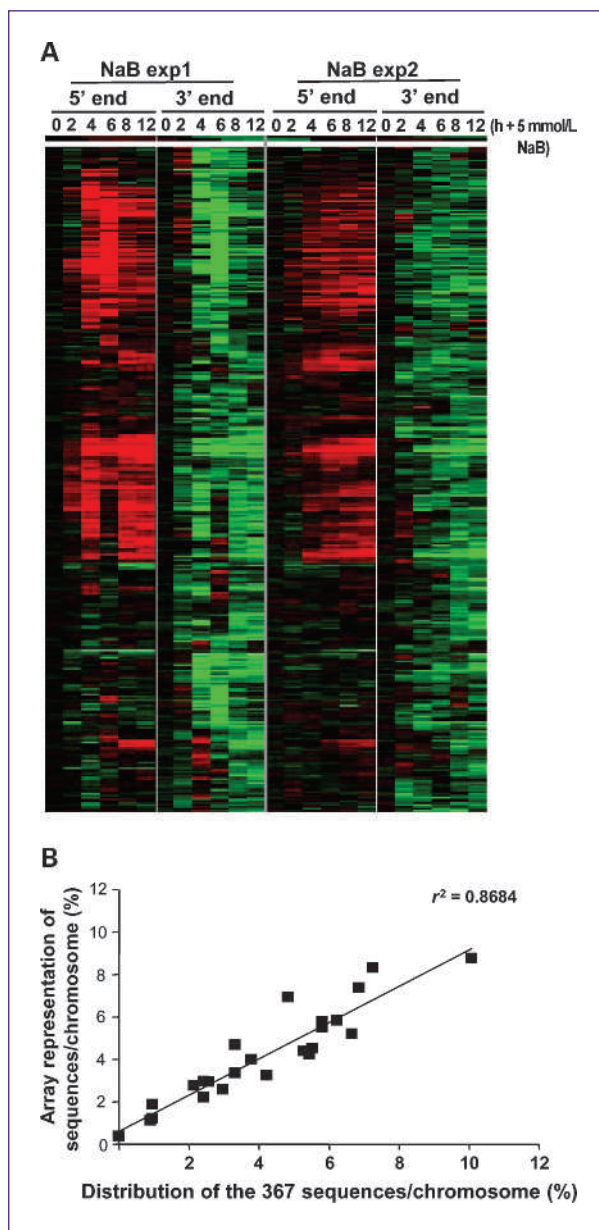 A
NaB exp1 NaB exp2
5' end 3' end 5' end 3' end
0 2 4 6 8 12 0 2 4 6 8 12 0 2 4 6 8 12 0 2 4 6 8 12 (h + 5 mmol/L
NaB)
B
r² = 0.8684
Array representation of
sequences/chromosome (%)
12
10
8
6
4
2
0
2 4 6 8 10 12
Distribution of the 367 sequences/chromosome (%)